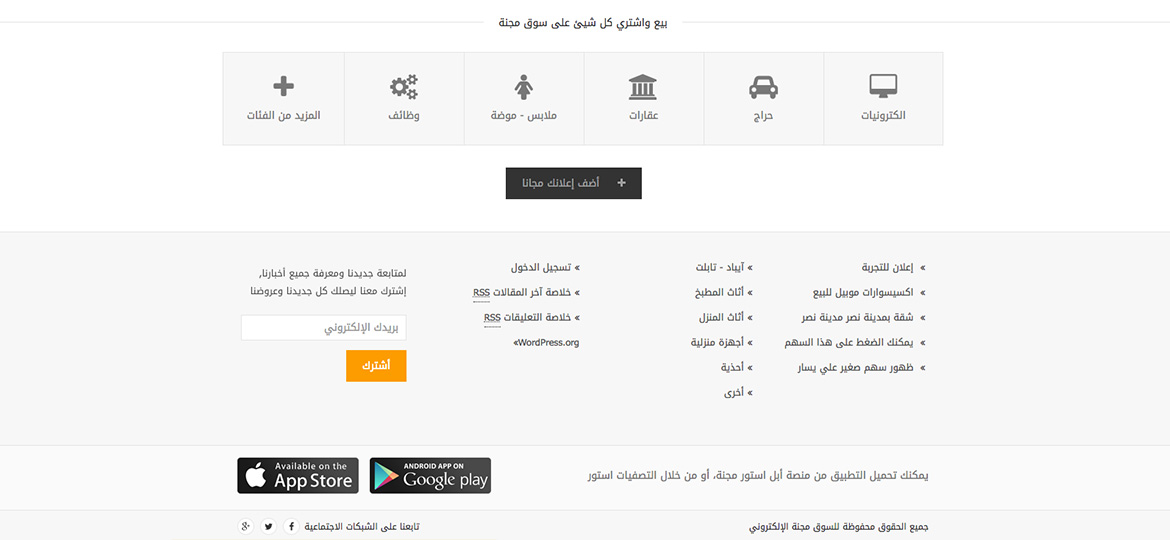 بيع واشتري كل شيئ على سوق مجنة
الكترونيات
حراج
عقارات
ملابس - موضة
وظائف
المزيد من الفئات
+ أضف إعلانك مجانا
» إعلان للتجربة
» اكسيسوارات موبيل للبيع
» شقة بمدينة نصر مدينة نصر
» يمكنك الضغط على هذا السهم
» ظهور سهم صغير علي يسار
» آيباد - تابلت
» أثاث المطبخ
» أثاث المنزل
» أجهزة منزلية
» أحذية
» أخرى
» تسجيل الدخول
» خلاصة آخر المقالات RSS
» خلاصة التعليقات RSS
»WordPress.org
لمتابعة جديدنا ومعرفة جميع أخبارنا,
إشترك معنا ليصلك كل جديدنا وعروضنا
بريدك الإلكتروني
أشترك
يمكنك تحميل التطبيق من منصة أبل استور مجنة، أو من خلال التصفيات استور
ANDROID APP ON
Google play
Available on the
App Store
جميع الحقوق محفوظة للسوق مجنة الإلكتروني
تابعنا على الشبكات الاجتماعية